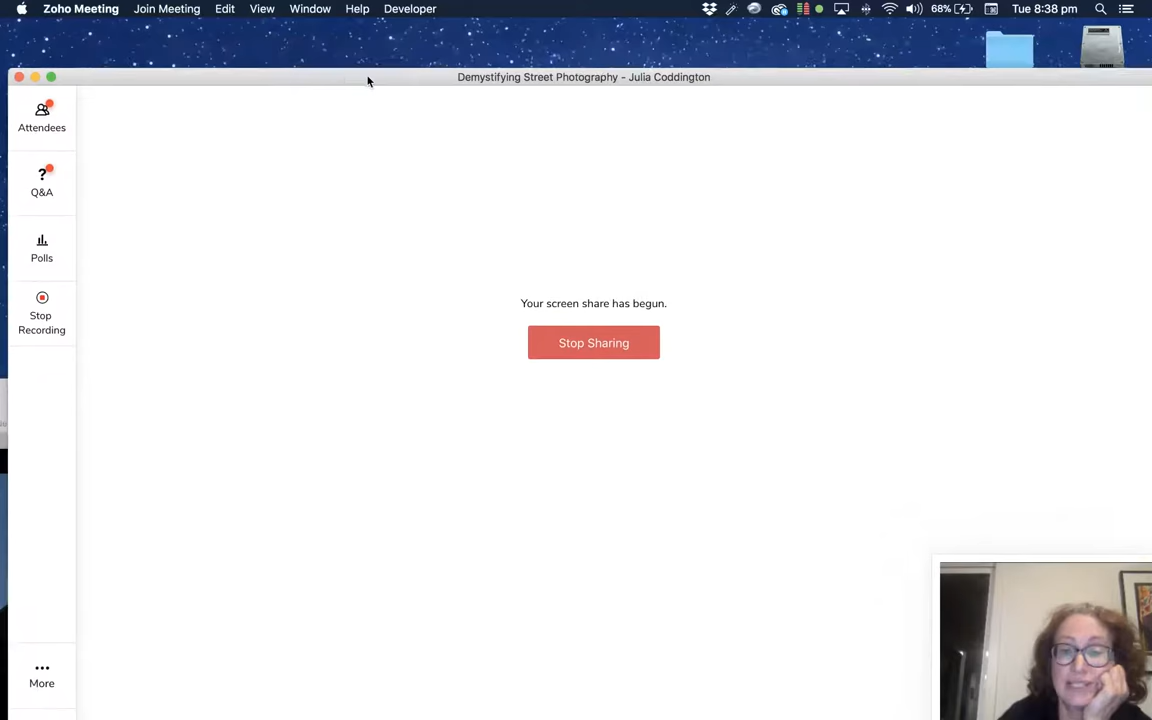 Zoho Meeting Join Meeting Edit View Window Help Developer 68% Tue 8:38 pm
Demystifying Street Photography - Julia Coddington
Attendees
?
Q&A
Polls
Stop
Recording
Your screen share has begun.
Stop Sharing
More